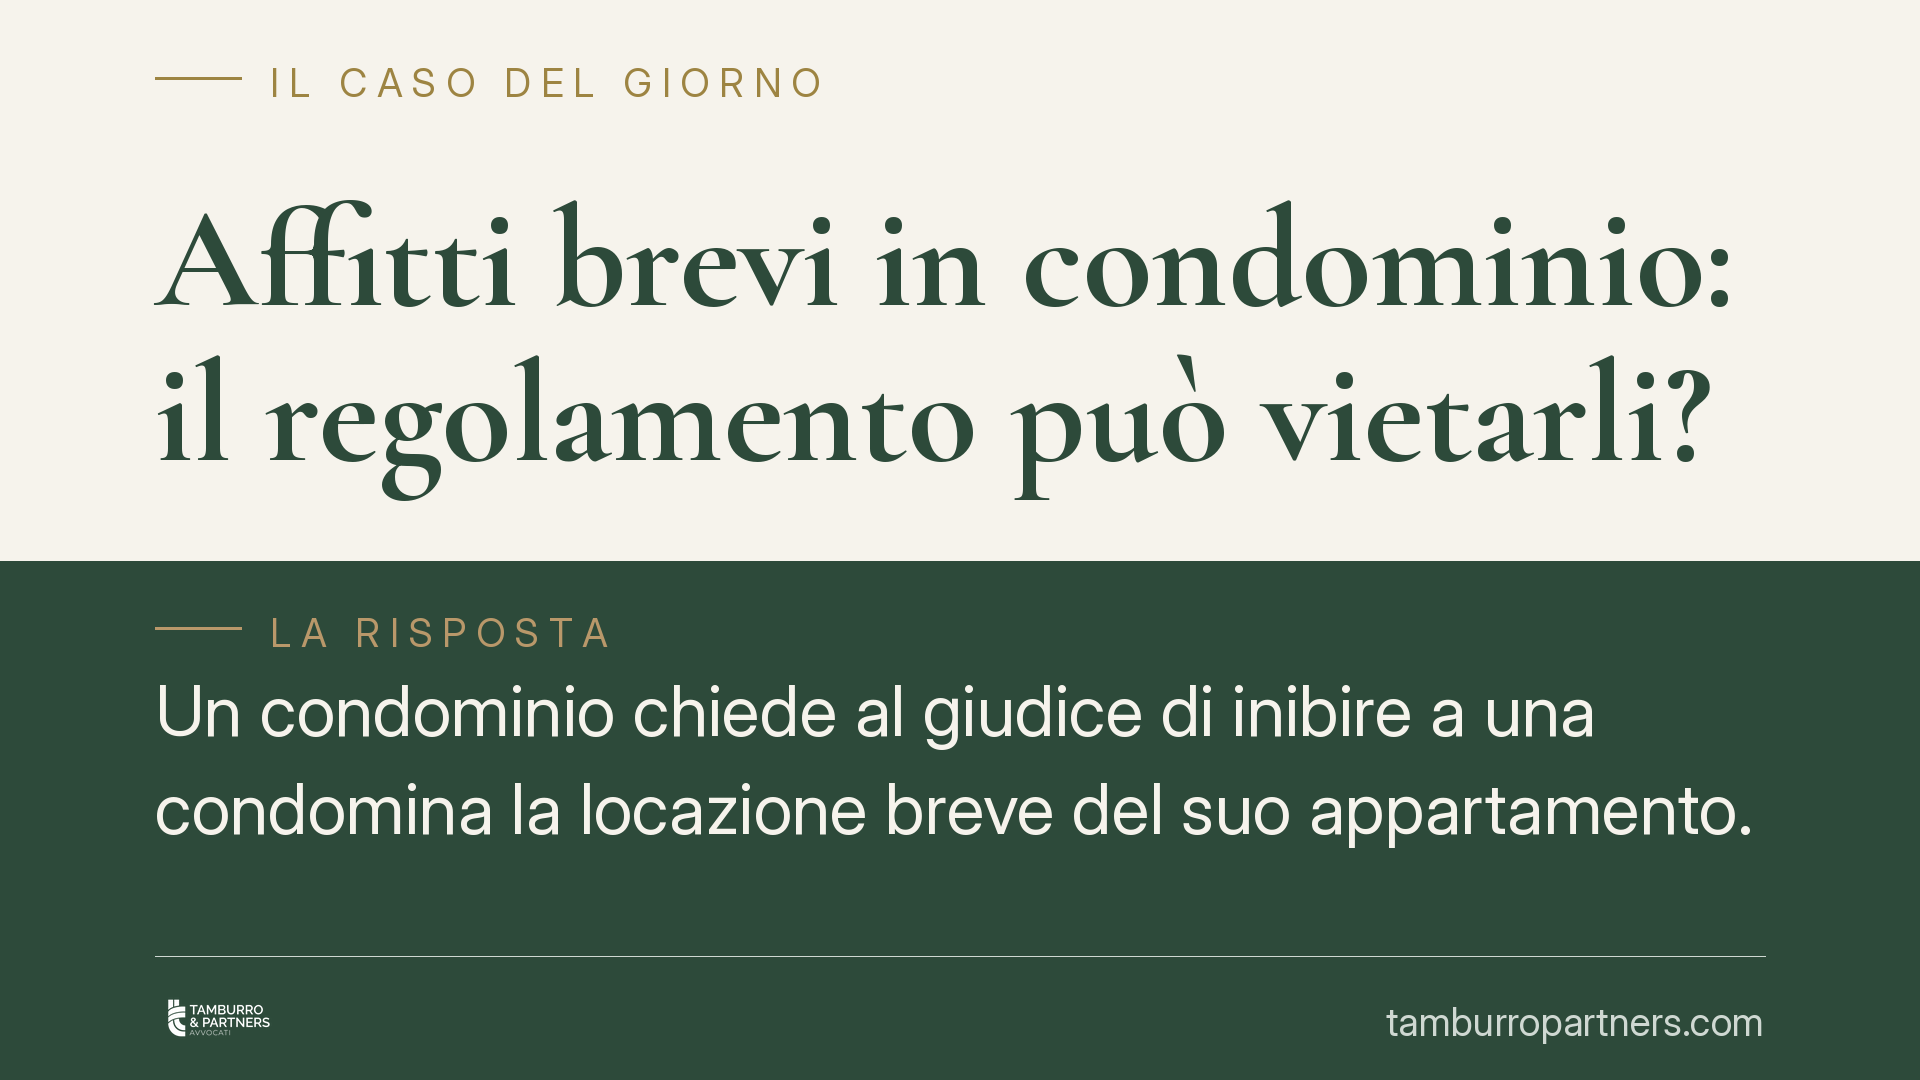 IL CASO DEL GIORNO
Affitti brevi in condominio:
il regolamento può vietarli?
LA RISPOSTA
Un condominio chiede al giudice di inibire a una
condomina la locazione breve del suo appartamento.
TAMBURRO
& PARTNERS
AVVOCATI
tamburropartners.com